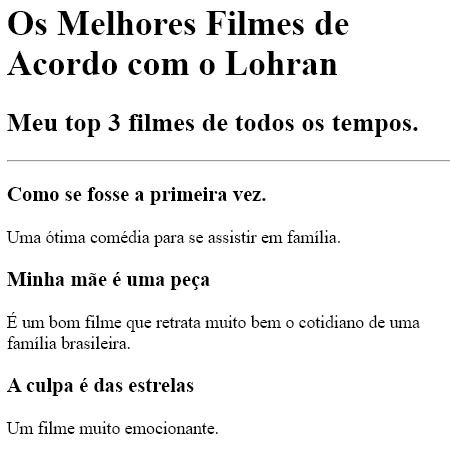 Os Melhores Filmes de
Acordo com o Lohran
Meu top 3 filmes de todos os tempos.
Como se fosse a primeira vez.
Uma ótima comédia para se assistir em família.
Minha mãe é uma peça
É um bom filme que retrata muito bem o cotidiano de uma
família brasileira.
A culpa é das estrelas
Um filme muito emocionante.